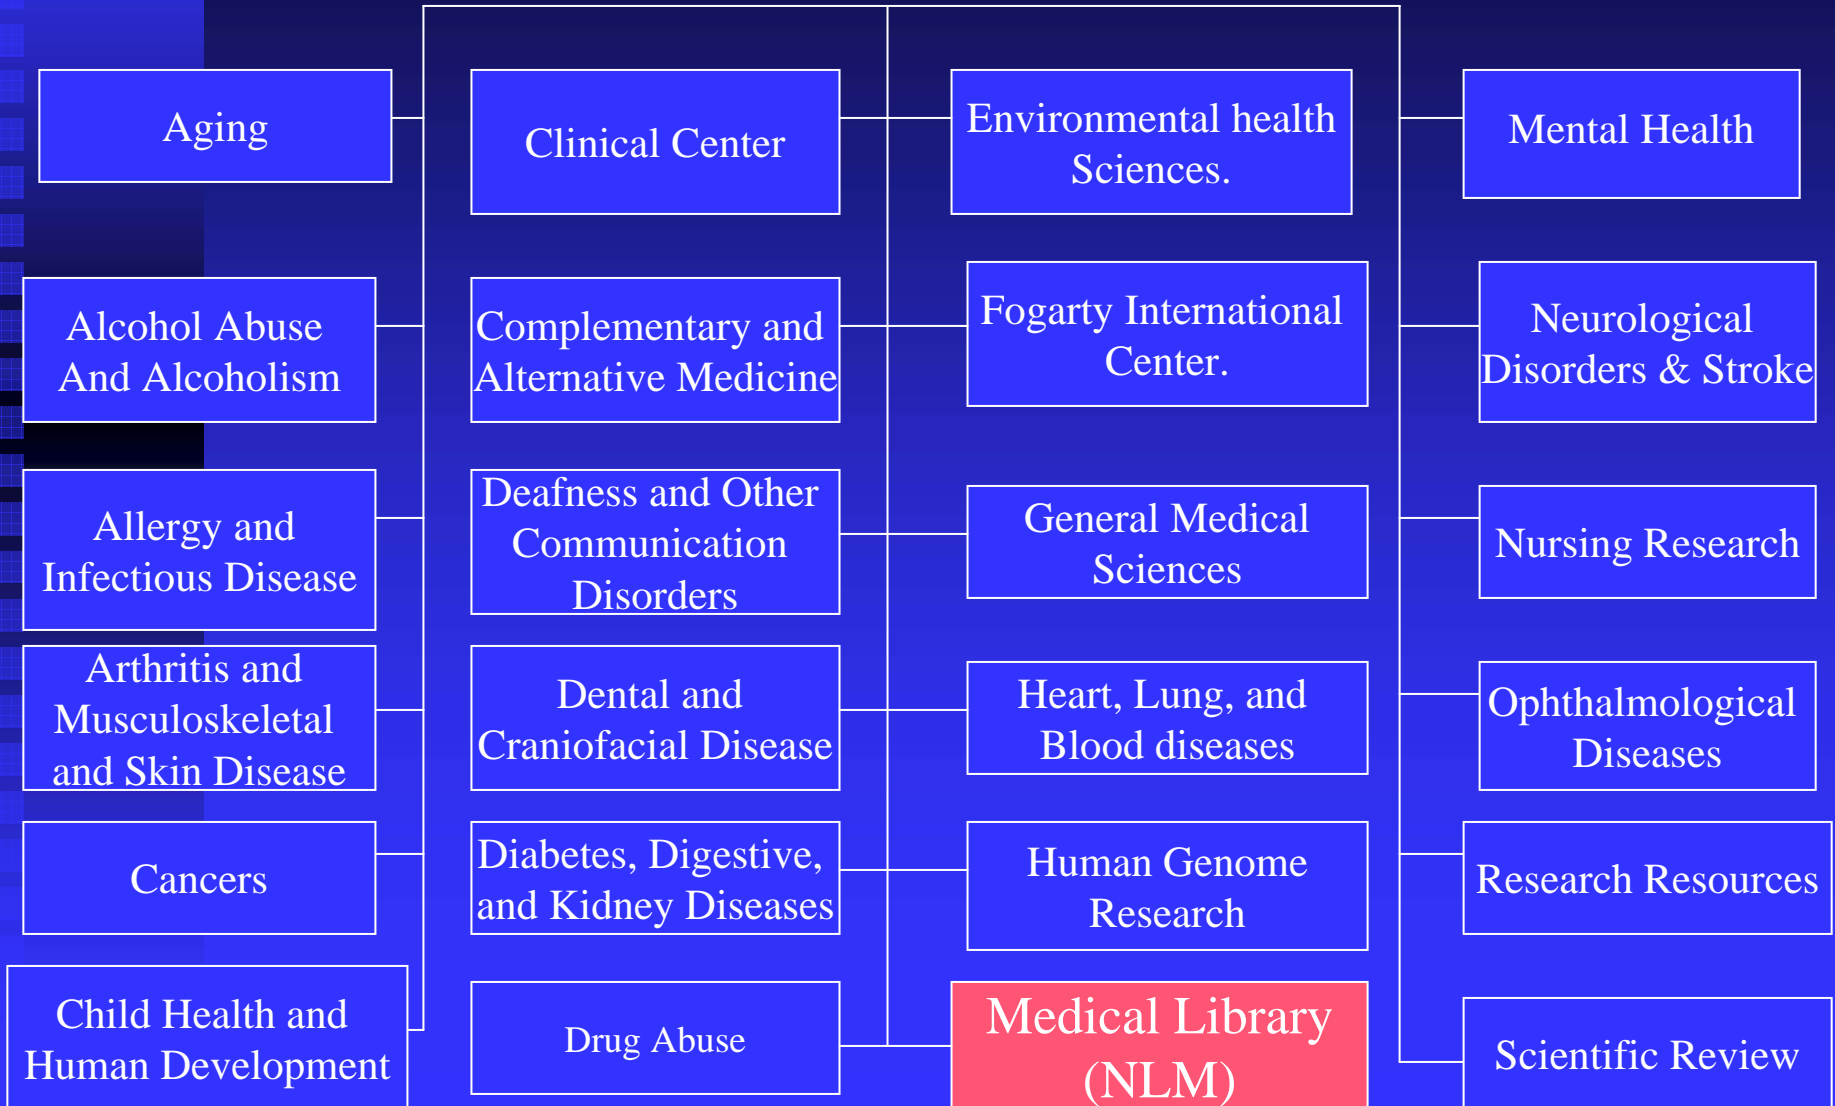 Aging
Alcohol Abuse
And Alcoholism
Allergy and
Infectious Disease
Arthritis and
Musculoskeletal
and Skin Disease
Cancers
Child Health and
Human Development
Clinical Center
Complementary and
Alternative Medicine
Deafness and Other
Communication
Disorders
Dental and
Craniofacial Disease
Diabetes, Digestive,
and Kidney Diseases
Drug Abuse
Environmental health
Sciences.
Fogarty International
Center.
General Medical
Sciences
Heart, Lung, and
Blood diseases
Human Genome
Research
Medical Library
(NLM)
Mental Health
Neurological
Disorders & Stroke
Nursing Research
Ophthalmological
Diseases
Research Resources
Scientific Review